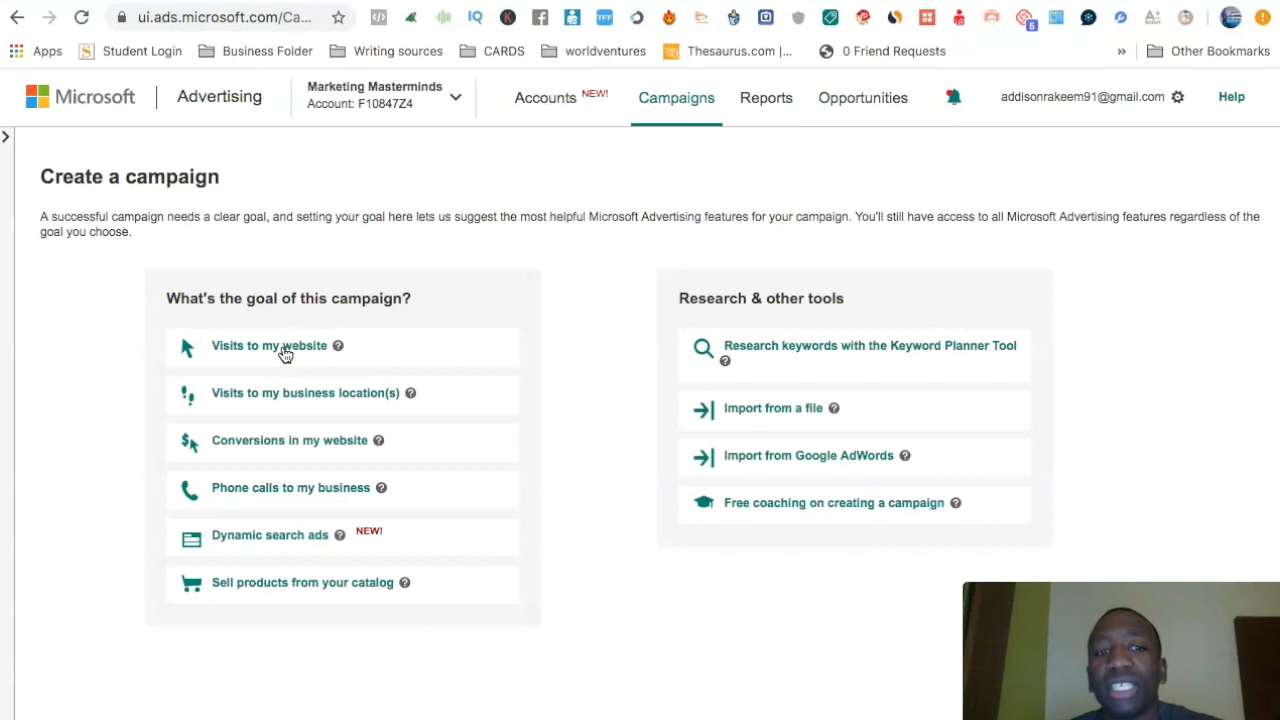 ui.ads.microsoft.com/Ca...
IQ
K
TFF
5
A
Apps
Student Login
Business Folder
Writing sources
CARDS
worldventures
Thesaurus.com |...
0 Friend Requests
»
Other Bookmarks
Microsoft
Advertising
Marketing Masterminds
Account: F10847Z4
Accounts NEW!
Campaigns
Reports
Opportunities
addisonrakeem91@gmail.com
Help
Create a campaign
A successful campaign needs a clear goal, and setting your goal here lets us suggest the most helpful Microsoft Advertising features for your campaign. You'll still have access to all Microsoft Advertising features regardless of the
goal you choose.
What's the goal of this campaign?
Visits to my website
Visits to my business location(s)
Conversions in my website
Phone calls to my business
Dynamic search ads NEW!
Sell products from your catalog
Research & other tools
Research keywords with the Keyword Planner Tool
Import from a file
Import from Google AdWords
Free coaching on creating a campaign